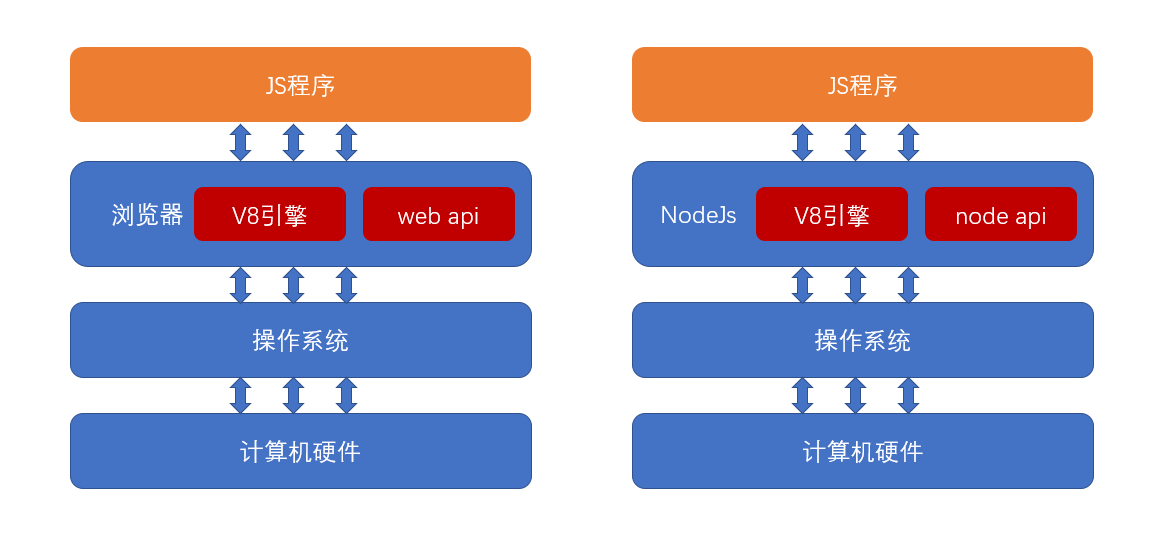 JS程序
浏览器
V8引擎
web api
操作系统
计算机硬件
JS程序
NodeJs
V8引擎
node api
操作系统
计算机硬件